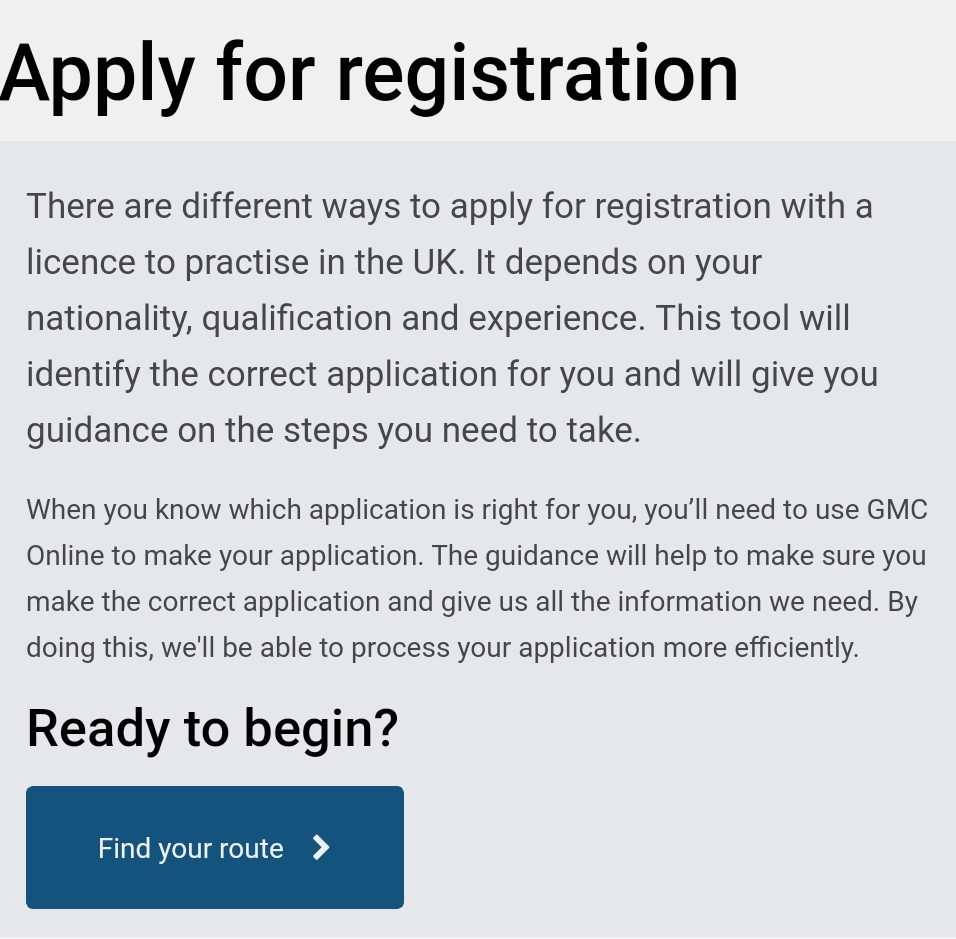 Apply for registration
There are different ways to apply for registration with a
licence to practise in the UK. It depends on your
nationality, qualification and experience. This tool will
identify the correct application for you and will give you
guidance on the steps you need to take.
When you know which application is right for you, you’ll need to use GMC
Online to make your application. The guidance will help to make sure you
make the correct application and give us all the information we need. By
doing this, we'll be able to process your application more efficiently.
Ready to begin?
Find your route